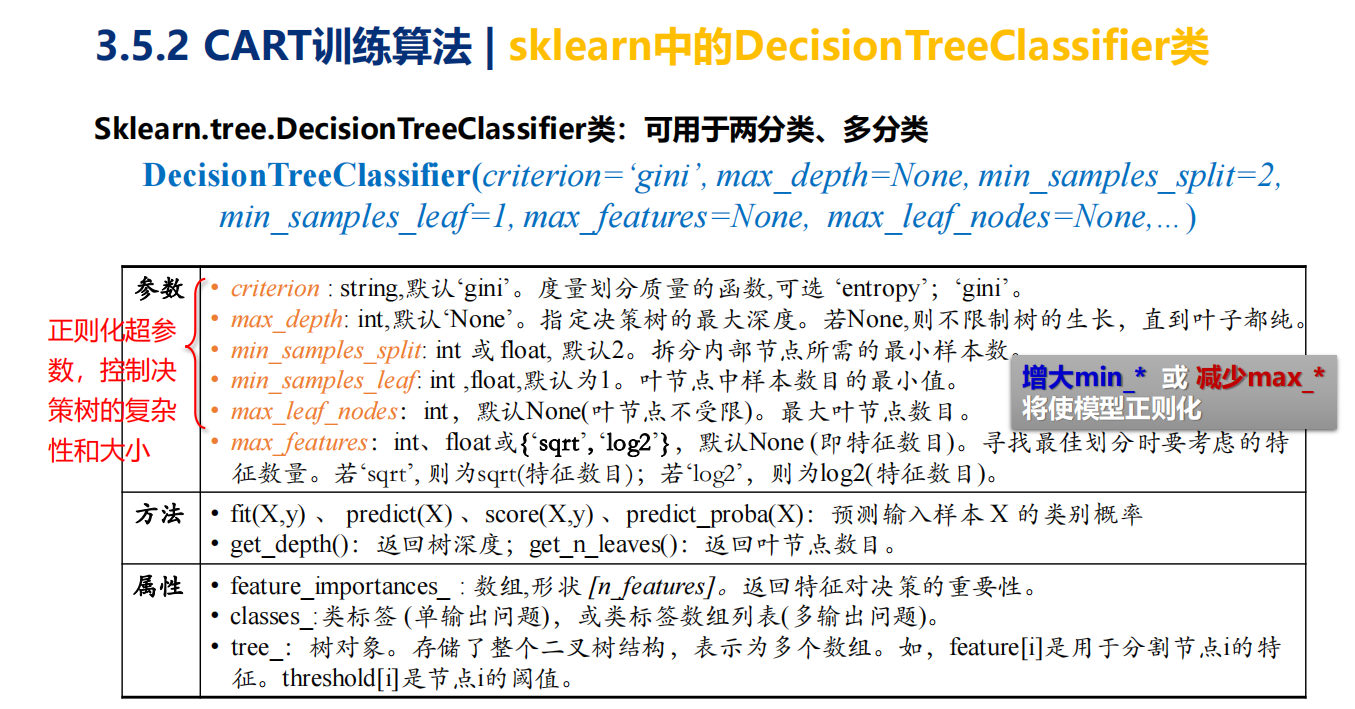 3.5.2 CART训练算法 | sklearn中的DecisionTreeClassifier类
Sklearn.tree.DecisionTreeClassifier类：可用于两分类、多分类
DecisionTreeClassifier(criterion=‘gini’, max_depth=None, min_samples_split=2,
min_samples_leaf=1, max_features=None, max_leaf_nodes=None,…)
正则化超参
数，控制决
策树的复杂
性和大小
参数
• criterion : string,默认‘gini’。度量划分质量的函数,可选 ‘entropy’；‘gini’。
• max_depth: int,默认‘None’。指定决策树的最大深度。若None,则不限制树的生长，直到叶子都纯。
• min_samples_split: int 或 float, 默认2。拆分内部节点所需的最小样本数。
• min_samples_leaf: int ,float,默认为1。叶节点中样本数目的最小值。
• max_leaf_nodes：int，默认None(叶节点不受限)。最大叶节点数目。
• max_features：int、float或{‘sqrt’, ‘log2’}，默认None (即特征数目)。寻找最佳划分时要考虑的特
征数量。若‘sqrt’, 则为sqrt(特征数目)；若‘log2’，则为log2(特征数目)。
增大min_* 或 减少max_*
将使模型正则化
方法
• fit(X,y) 、 predict(X) 、score(X,y) 、predict_proba(X)：预测输入样本 X 的类别概率
• get_depth()：返回树深度；get_n_leaves()：返回叶节点数目。
属性
• feature_importances_ : 数组,形状 [n_features]。返回特征对决策的重要性。
• classes_:类标签 (单输出问题)，或类标签数组列表(多输出问题)。
• tree_：树对象。存储了整个二叉树结构，表示为多个数组。如，feature[i]是用于分割节点i的特
征。threshold[i]是节点i的阈值。